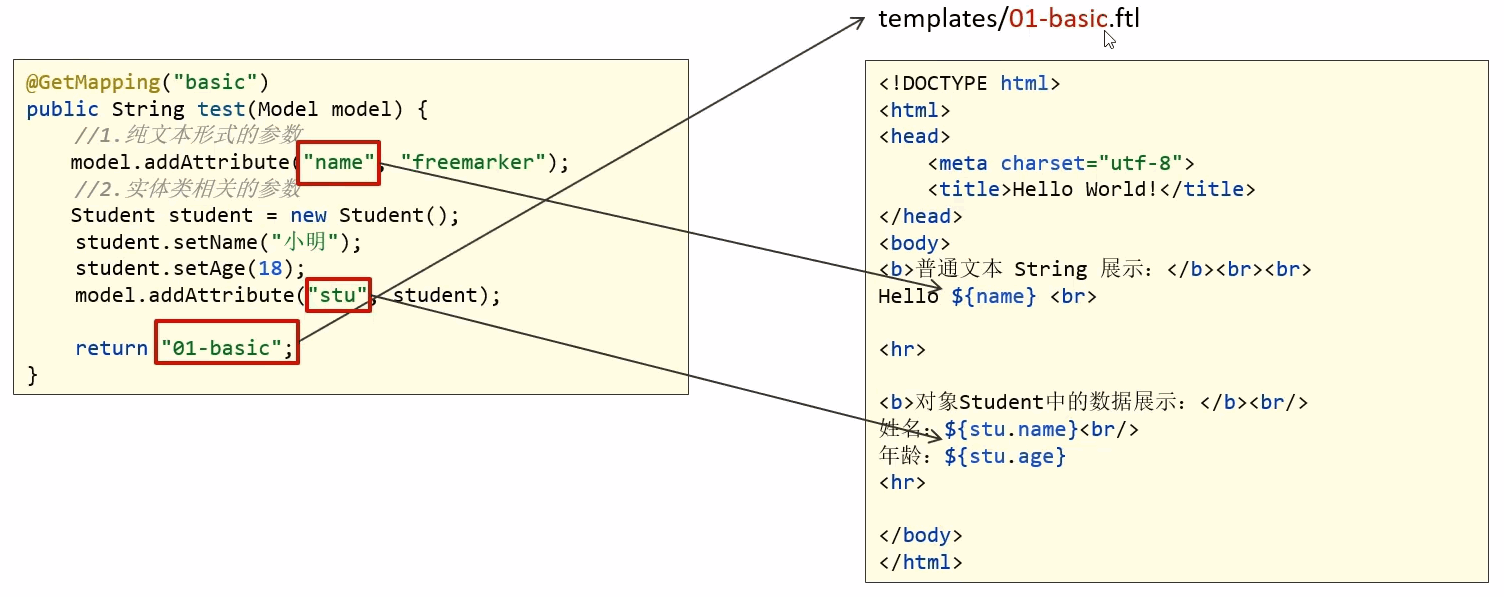 templates/01-basic.ftl
@GetMapping("basic")
public String test(Model model) {
//1.纯文本形式的参数
model.addAttribute("name", "freemarker");
//2.实体类相关的参数
Student student = new Student();
student.setName("小明");
student.setAge(18);
model.addAttribute("stu", student);
return "01-basic";
}
<!DOCTYPE html>
<html>
<head>
<meta charset="utf-8">
<title>Hello World!</title>
</head>
<body>
<b>普通文本 String 展示：</b><br><br>
Hello ${name} <br>
<hr>
<b>对象Student中的数据展示：</b><br/>
姓名：${stu.name}<br/>
年龄：${stu.age}
<hr>
</body>
</html>